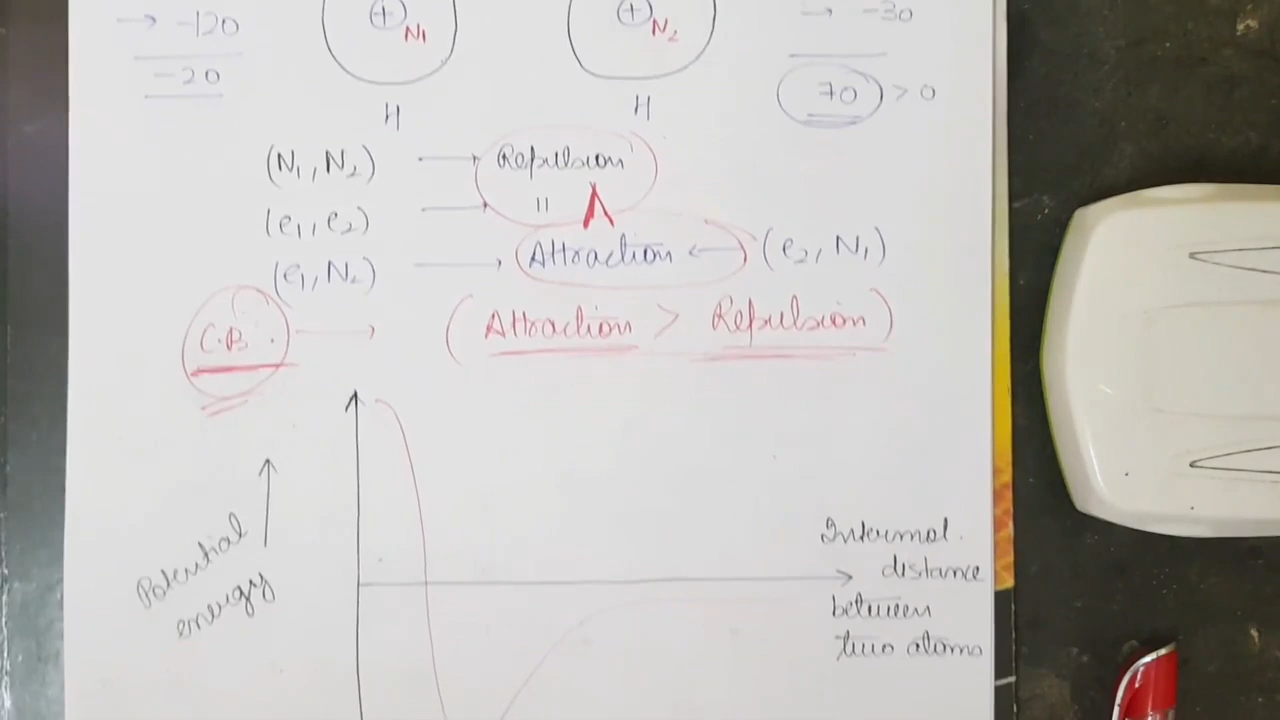 → -120
-20
+ N1
H
+ N2
H
→ -30
70 > 0
(N1, N2) → Repulsion
(e1, e2) → = ∧
(e1, N2) → Attraction ← (e2, N1)
C.B. → (Attraction > Repulsion)
Potential
energy
Internal.
distance
between
two atoms